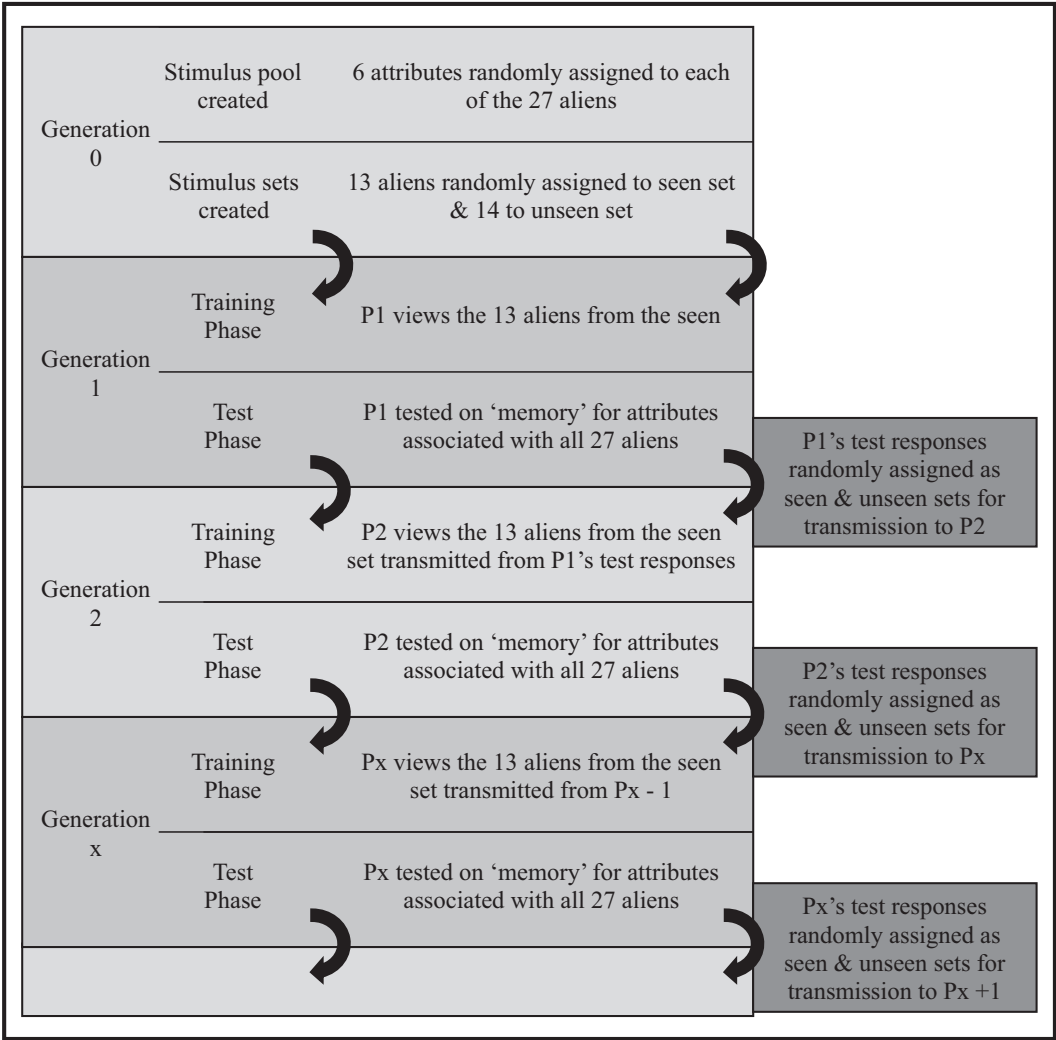 Generation
0
Stimulus pool
created
6 attributes randomly assigned to each
of the 27 aliens
Stimulus sets
created
13 aliens randomly assigned to seen set
& 14 to unseen set
Generation
1
Training
Phase
P1 views the 13 aliens from the seen
Test
Phase
P1 tested on ‘memory’ for attributes
associated with all 27 aliens
P1’s test responses
randomly assigned as
seen & unseen sets for
transmission to P2
Generation
2
Training
Phase
P2 views the 13 aliens from the seen
set transmitted from P1’s test responses
Test
Phase
P2 tested on ‘memory’ for attributes
associated with all 27 aliens
P2’s test responses
randomly assigned as
seen & unseen sets for
transmission to Px
Generation
x
Training
Phase
Px views the 13 aliens from the seen
set transmitted from Px - 1
Test
Phase
Px tested on ‘memory’ for attributes
associated with all 27 aliens
Px’s test responses
randomly assigned as
seen & unseen sets for
transmission to Px +1